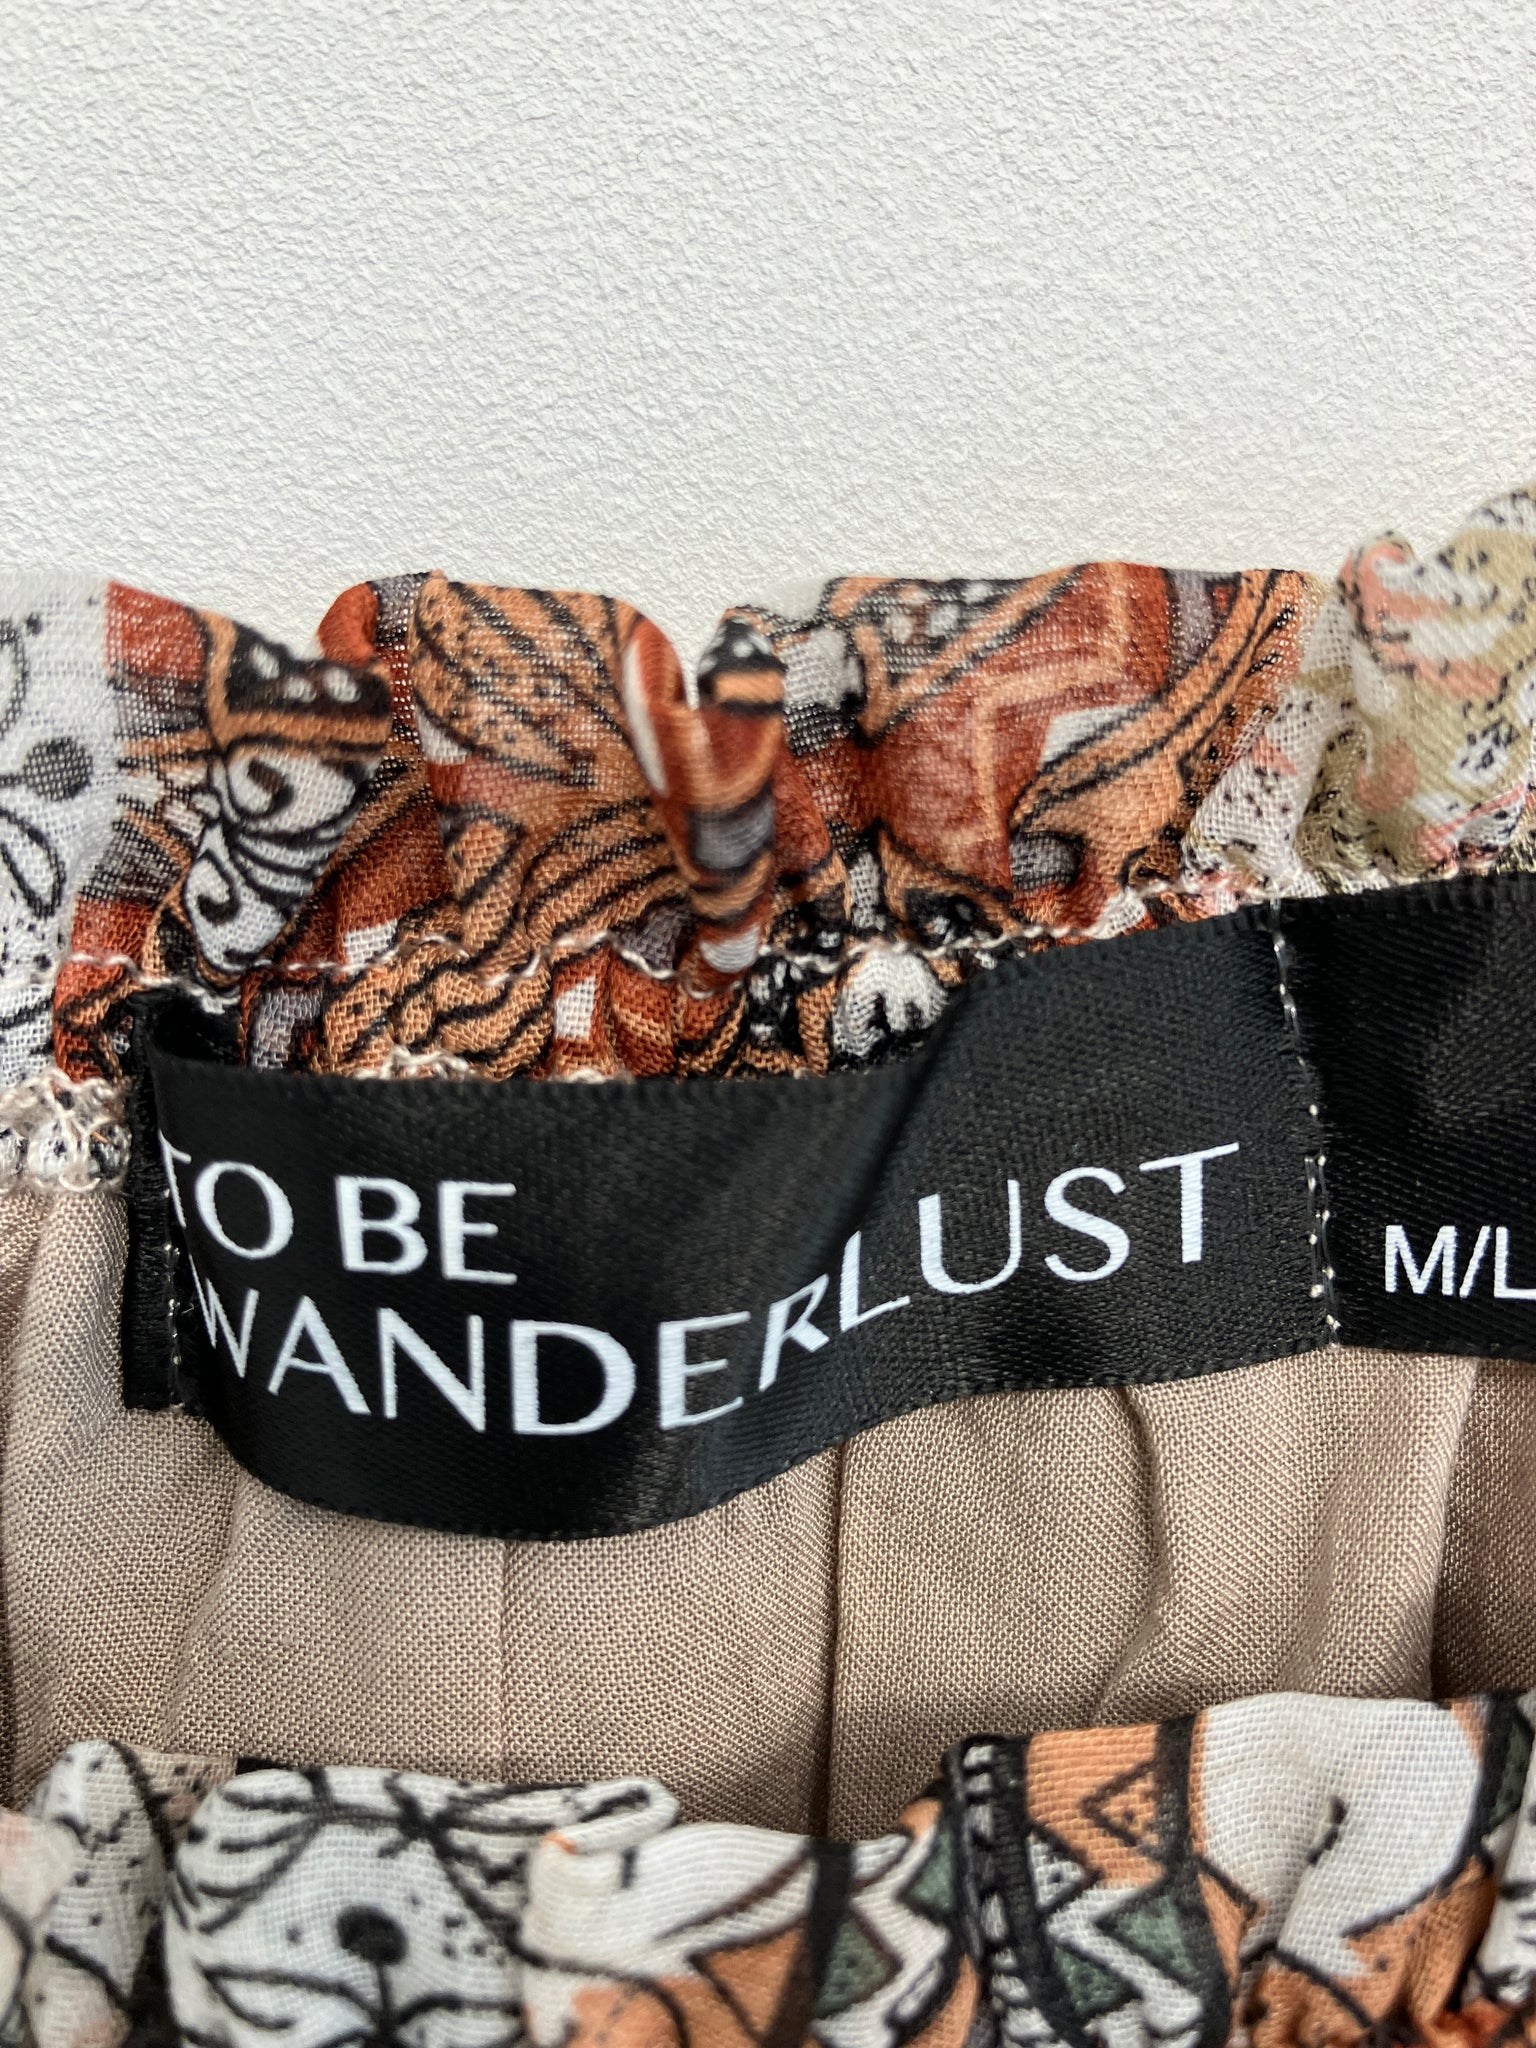 TO BE
WANDERLUST
M/L